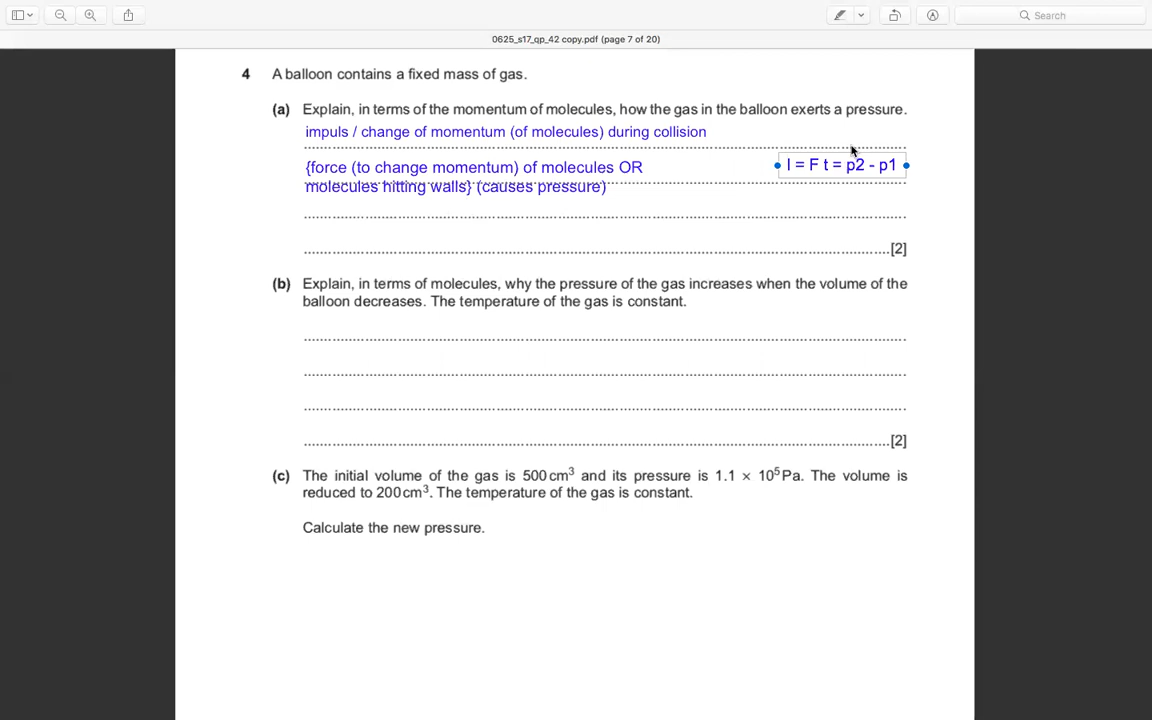 Search
0625_s17_qp_42 copy.pdf (page 7 of 20)
4 A balloon contains a fixed mass of gas.
(a) Explain, in terms of the momentum of molecules, how the gas in the balloon exerts a pressure.
impuls / change of momentum (of molecules) during collision
{force (to change momentum) of molecules OR
I = F t = p2 - p1
molecules hitting walls} (causes pressure)
[2]
(b) Explain, in terms of molecules, why the pressure of the gas increases when the volume of the
balloon decreases. The temperature of the gas is constant.
[2]
(c) The initial volume of the gas is 500 cm³ and its pressure is 1.1 × 10⁵ Pa. The volume is
reduced to 200 cm³. The temperature of the gas is constant.
Calculate the new pressure.